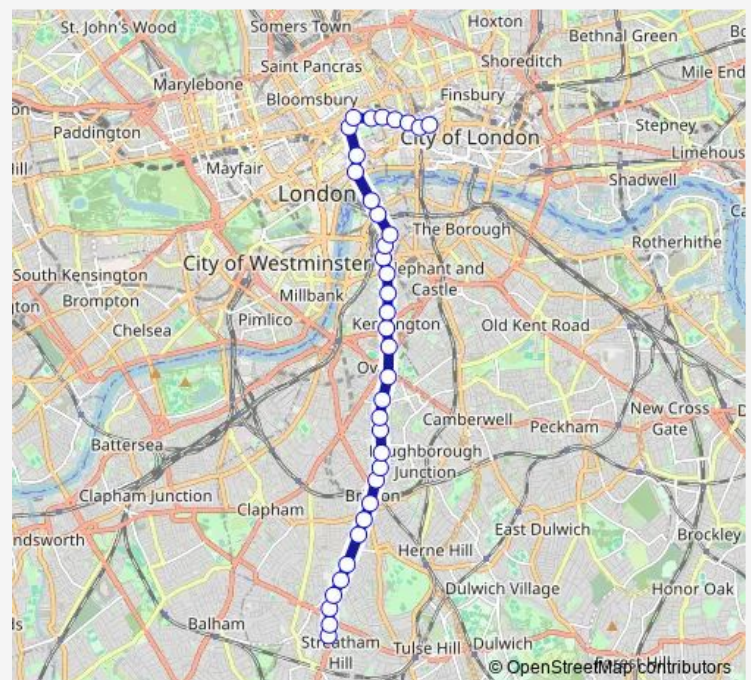 St. John's Wood
Somers Town
Hoxton
Bethnal Green
Saint Pancras
Shoreditch
Mile End
Marylebone
Bloomsbury
Finsbury
Paddington
City of London
Stepney
Mayfair
Shadwell
London
The Borough
Rotherhithe
City of Westminster
South Kensington
Millbank
Castle
Brompton
Pimlico
Old Kent Road
Chelsea
New Cross
Gate
Camberwell
Peckham
Battersea
Junction
Clapham Junction
Clapham
East Dulwich
Brockley
Herne Hill
Dulwich Village
Honor Oak
Balham
Tulse Hill
Dulwich
Hill
© OpenStreetMap contributors